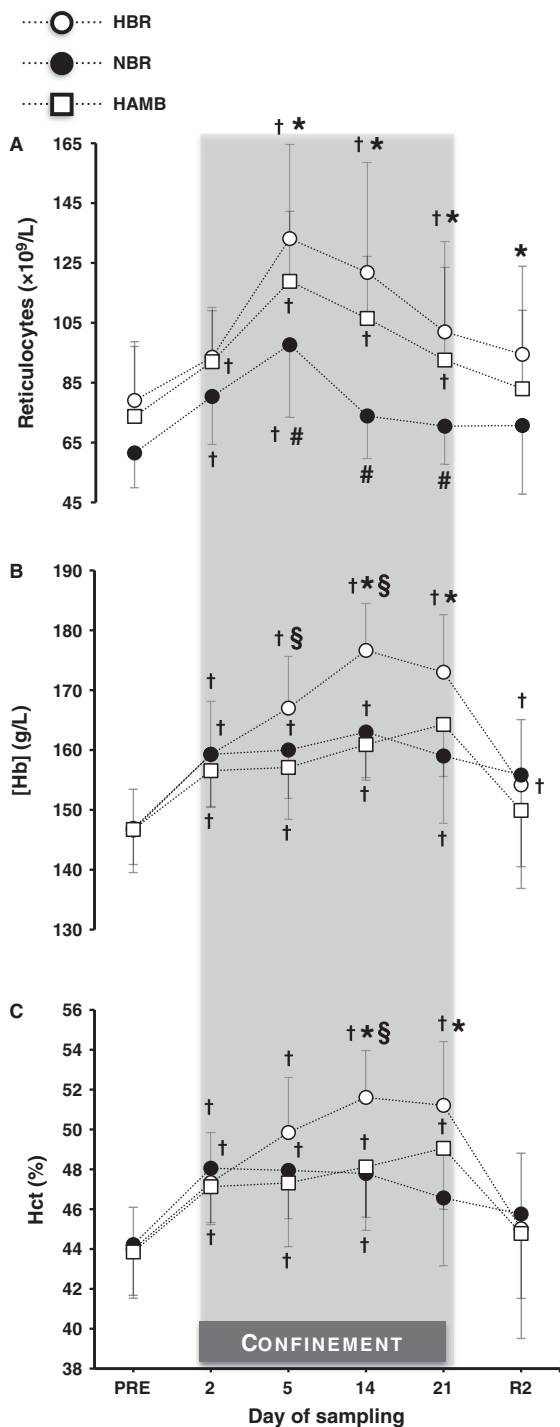 HBR
NBR
HAMB
A
† * † *
165
145 † *
Reticulocytes (×10⁹/L)
125 *
105 † †
85 † †
65 † † # # #
45
B
190
† * § † *
180
† §
170 † † †
[Hb] (g/L)
† †
160
† † † †
150 †
140
130
C
56
† * § † *
54
†
52
†
50 † † † †
Hct (%)
48
46
† † †
44
42
40
CONFINEMENT
38
PRE 2 5 14 21 R2
Day of sampling